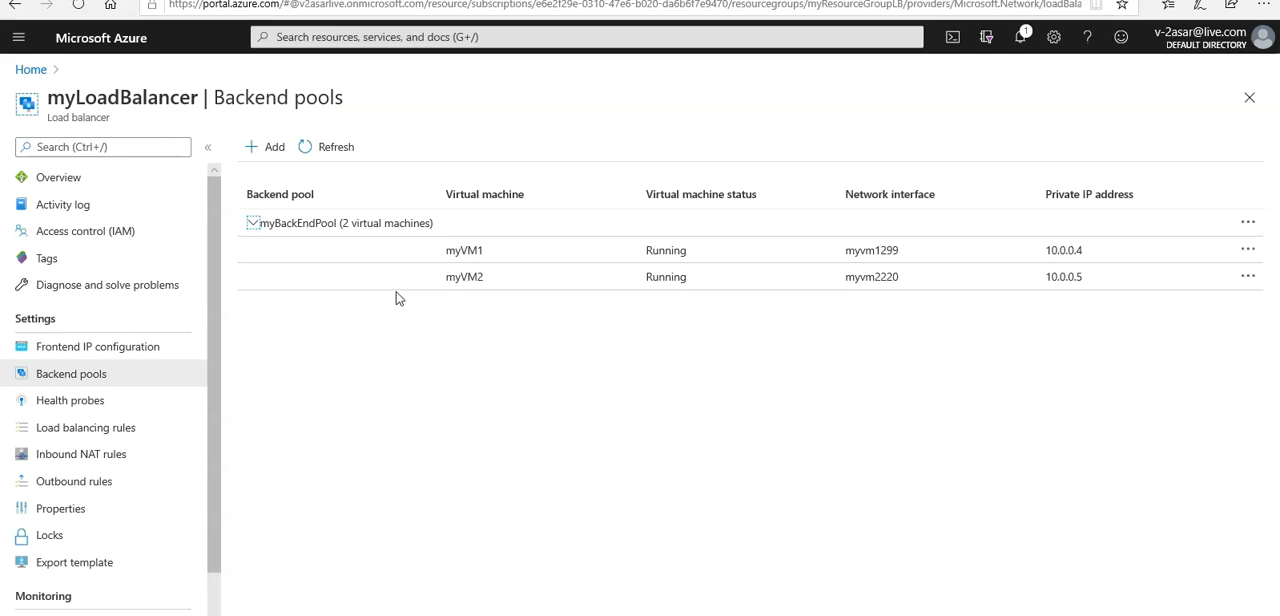 https://portal.azure.com/#@v2asarlive.onmicrosoft.com/resource/subscriptions/e6e2f29e-0310-47e6-b020-da6b6f7e9470/resourcegroups/myResourceGroupLB/providers/Microsoft.Network/loadBala
Microsoft Azure
Search resources, services, and docs (G+/)
1
v-2asar@live.com
DEFAULT DIRECTORY
Home
myLoadBalancer | Backend pools
Load balancer
Search (Ctrl+/)
Add
Refresh
Overview
Activity log
Access control (IAM)
Tags
Diagnose and solve problems
Settings
Frontend IP configuration
Backend pools
Health probes
Load balancing rules
Inbound NAT rules
Outbound rules
Properties
Locks
Export template
Monitoring
Backend pool Virtual machine Virtual machine status Network interface Private IP address
myBackEndPool (2 virtual machines)
myVM1 Running myvm1299 10.0.0.4
myVM2 Running myvm2220 10.0.0.5